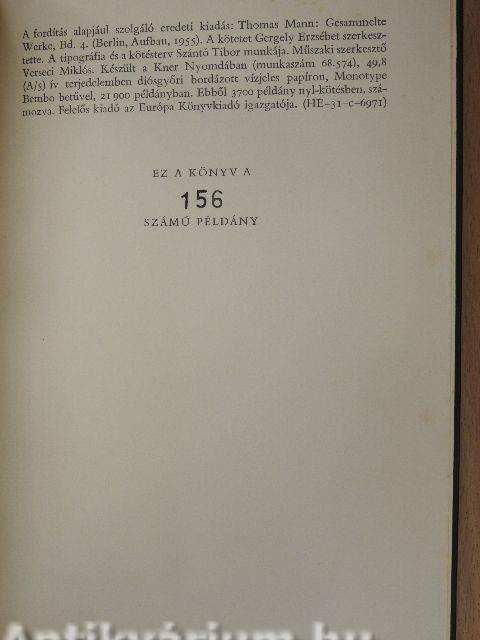 A fordítás alapjául szolgáló eredeti kiadás: Thomas Mann: Gesammelte
Werke, Bd. 4. (Berlin, Aufbau, 1955). A kötetet Gergely Erzsébet szerkesz-
tette. A tipográfia és a kötésterv Szántó Tibor munkája. Műszaki szerkesztő
Verseci Miklós. Készült a Kner Nyomdában (munkaszám 68.574), 49,8
(A/5) ív terjedelemben diósgyőri bordázott vízjeles papíron, Monotype
Bembo betűvel, 21 900 példányban. Ebből 3700 példány nyl-kötésben, szá-
mozva. Felelős kiadó az Európa Könyvkiadó igazgatója. (HE-31-c-6971)
EZ A KÖNYV A
156
SZÁMŰ PÉLDÁNY
Antikvárium.hu